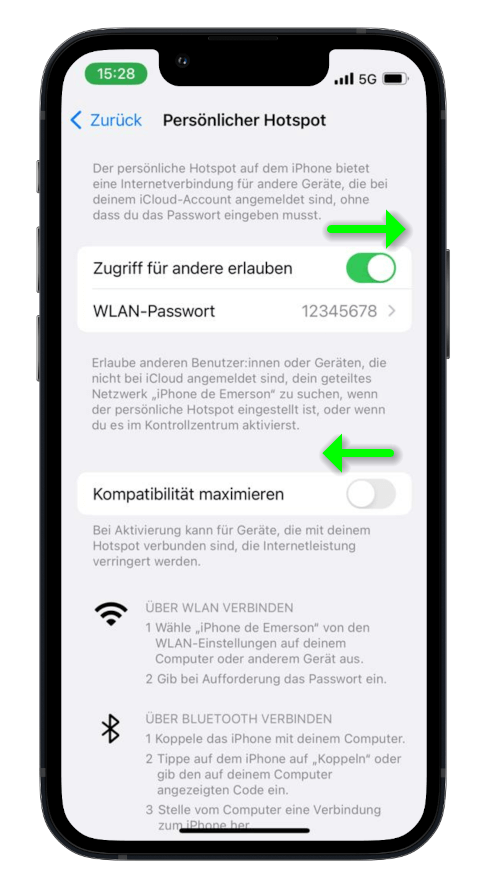 15:28
5G
Zurück Persönlicher Hotspot
Der persönliche Hotspot auf dem iPhone bietet
eine Internetverbindung für andere Geräte, die bei
deinem iCloud-Account angemeldet sind, ohne
dass du das Passwort eingeben musst.
Zugriff für andere erlauben
WLAN-Passwort 12345678
Erlaube anderen Benutzer:innen oder Geräten, die
nicht bei iCloud angemeldet sind, dein geteiltes
Netzwerk „iPhone de Emerson“ zu suchen, wenn
der persönliche Hotspot eingestellt ist, oder wenn
du es im Kontrollzentrum aktivierst.
Kompatibilität maximieren
Bei Aktivierung kann für Geräte, die mit deinem
Hotspot verbunden sind, die Internetleistung
verringert werden.
ÜBER WLAN VERBINDEN
1 Wähle „iPhone de Emerson“ von den
WLAN-Einstellungen auf deinem
Computer oder anderem Gerät aus.
2 Gib bei Aufforderung das Passwort ein.
ÜBER BLUETOOTH VERBINDEN
1 Koppele das iPhone mit deinem Computer.
2 Tippe auf dem iPhone auf „Koppeln“ oder
gib den auf deinem Computer
angezeigten Code ein.
3 Stelle vom Computer eine Verbindung
zum iPhone her